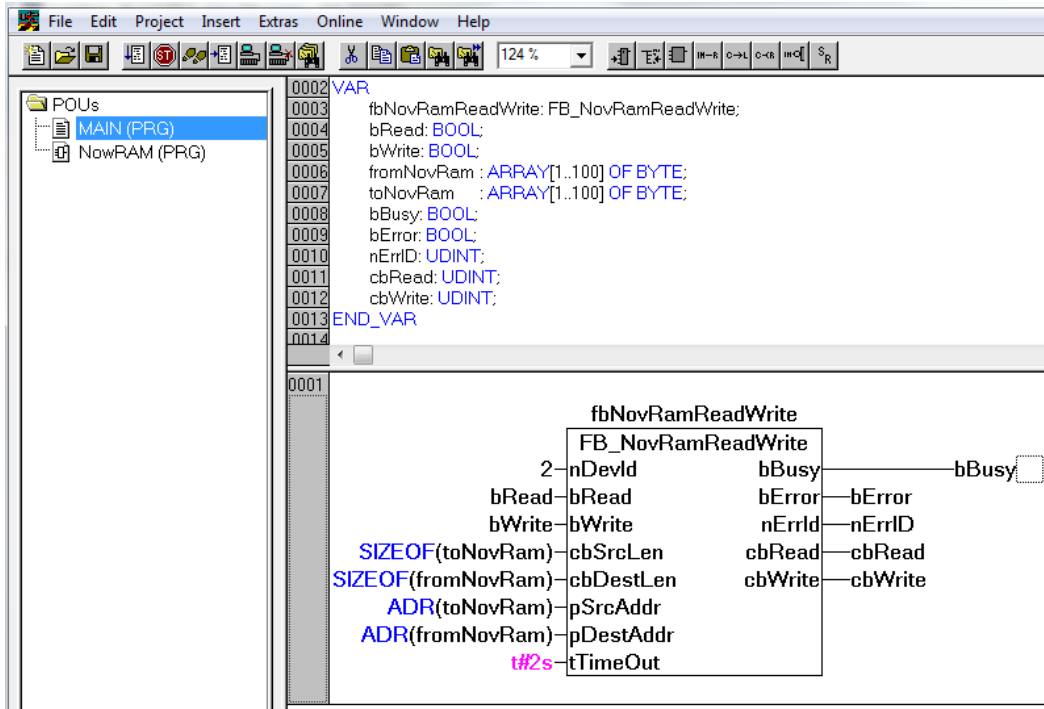 File Edit Project Insert Extras Online Window Help
124 %
POUs
MAIN (PRG)
NowRAM (PRG)
0002 VAR
0003 fbNovRamReadWrite: FB_NovRamReadWrite;
0004 bRead: BOOL;
0005 bWrite: BOOL;
0006 fromNovRam : ARRAY[1..100] OF BYTE;
0007 toNovRam : ARRAY[1..100] OF BYTE;
0008 bBusy: BOOL;
0009 bError: BOOL;
0010 nErrID: UDINT;
0011 cbRead: UDINT;
0012 cbWrite: UDINT;
0013 END_VAR
0014
0001
fbNovRamReadWrite
FB_NovRamReadWrite
2 nDevId bBusy bBusy
bRead bRead bError bError
bWrite bWrite nErrId nErrID
SIZEOF(toNovRam) cbSrcLen cbRead cbRead
SIZEOF(fromNovRam) cbDestLen cbWrite cbWrite
ADR(toNovRam) pSrcAddr
ADR(fromNovRam) pDestAddr
t#2s tTimeOut